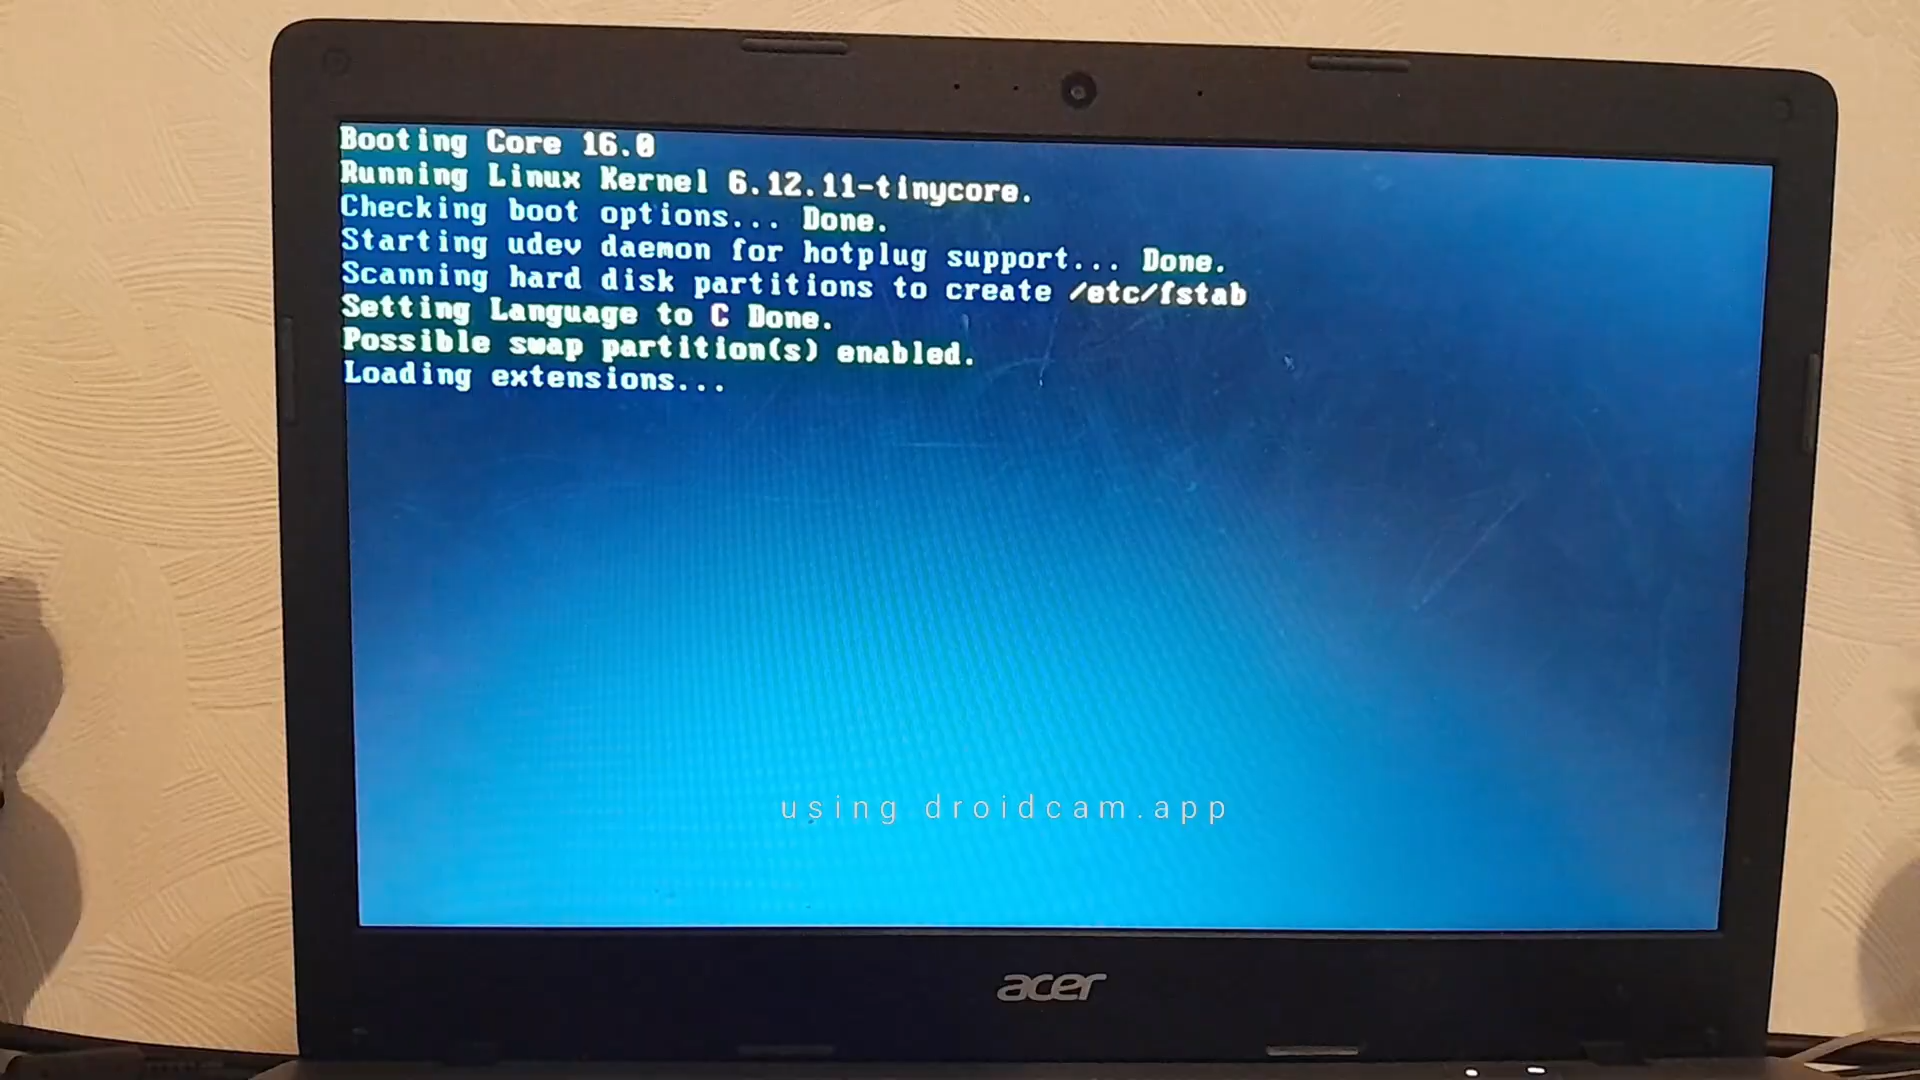 Booting Core 16.0
Running Linux Kernel 6.12.11-tinycore.
Checking boot options... Done.
Starting udev daemon for hotplug support... Done.
Scanning hard disk partitions to create /etc/fstab
Setting Language to C Done.
Possible swap partition(s) enabled.
Loading extensions...
using droidcam.app
acer